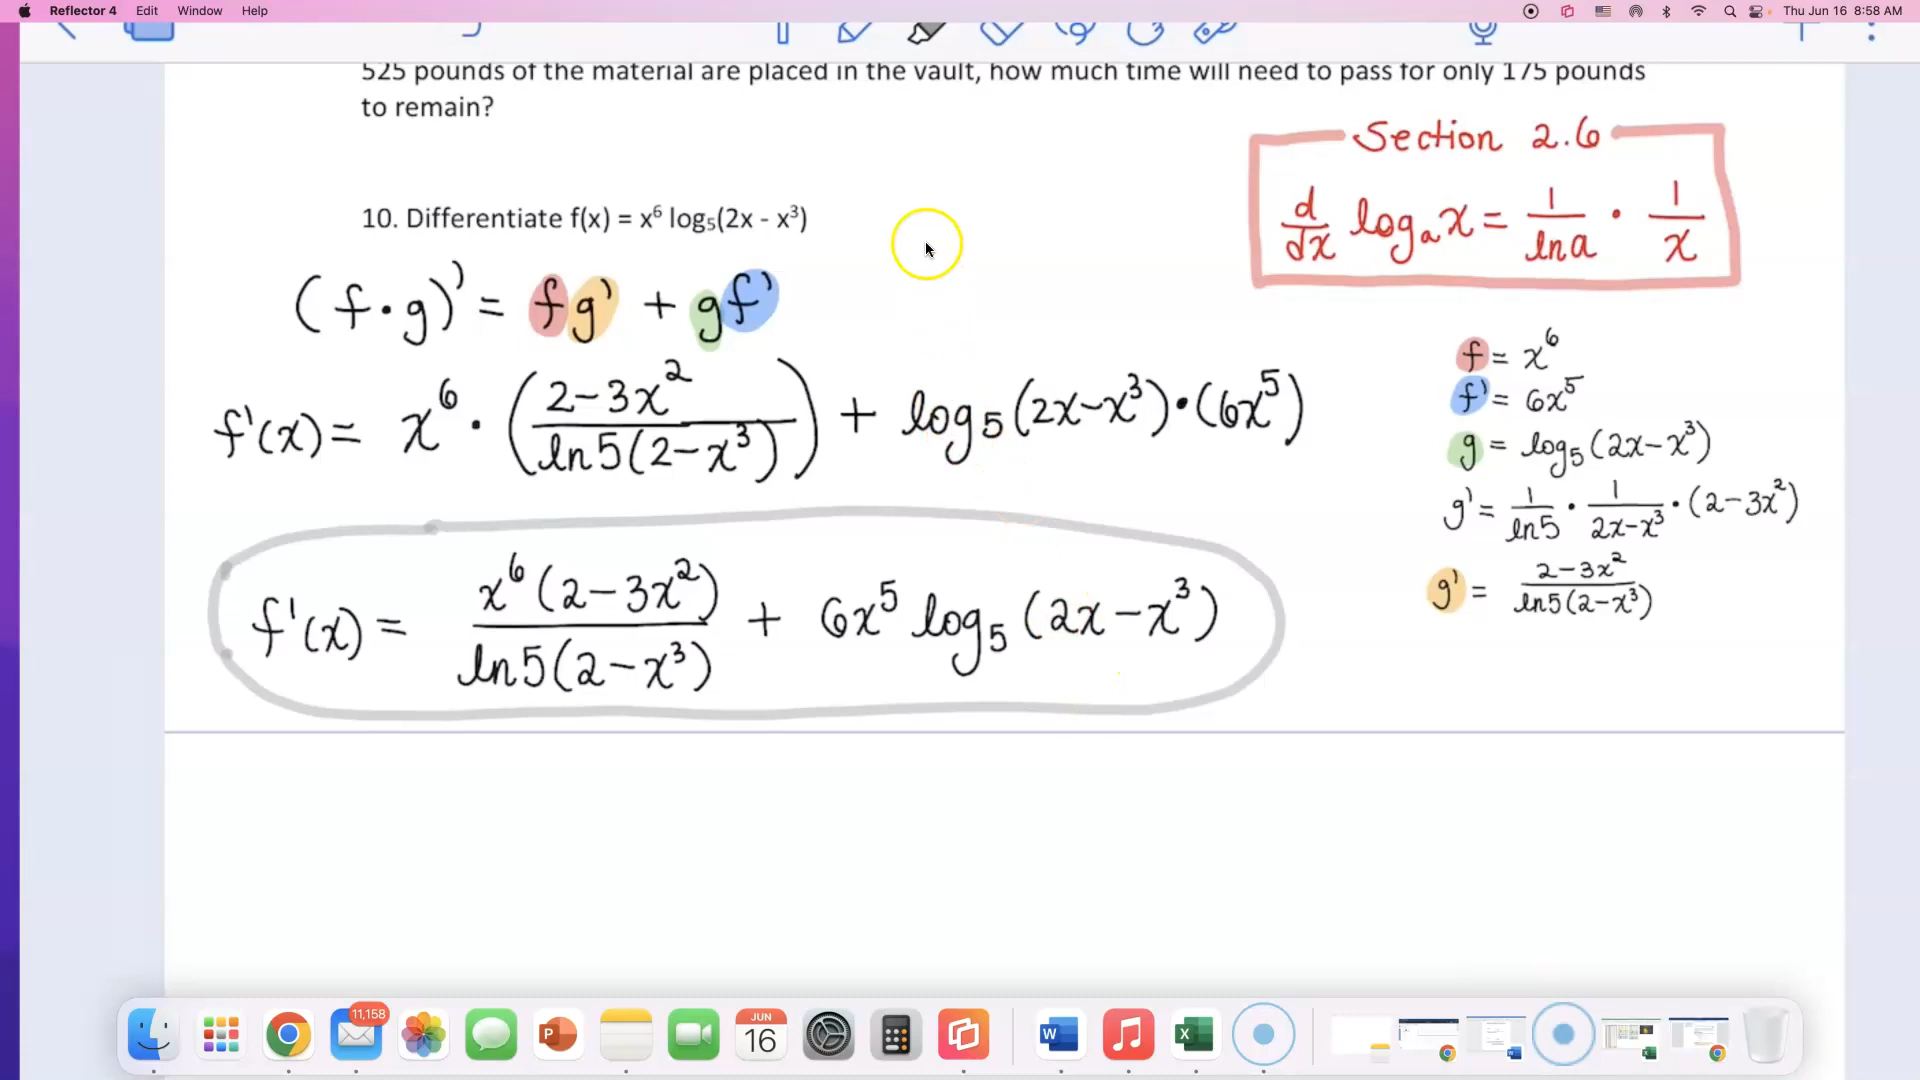 Reflector 4 Edit Window Help Thu Jun 16 8:58 AM
525 pounds of the material are placed in the vault, how much time will need to pass for only 175 pounds
to remain?
Section 2.6
d/dx logₐx = 1/ln a · 1/x
10. Differentiate f(x) = x⁶ log₅(2x - x³)
(f·g)' = fg' + gf'
f'(x) = x⁶ · ((2-3x²)/(ln5(2-x³))) + log₅(2x-x³)·(6x⁵)
f'(x) = x⁶(2-3x²)/(ln5(2-x³)) + 6x⁵ log₅(2x-x³)
f = x⁶
f' = 6x⁵
g = log₅(2x-x³)
g' = 1/ln5 · 1/(2x-x³) · (2-3x²)
g' = (2-3x²)/(ln5(2-x³))
11,158
JUN
16
P
W
X